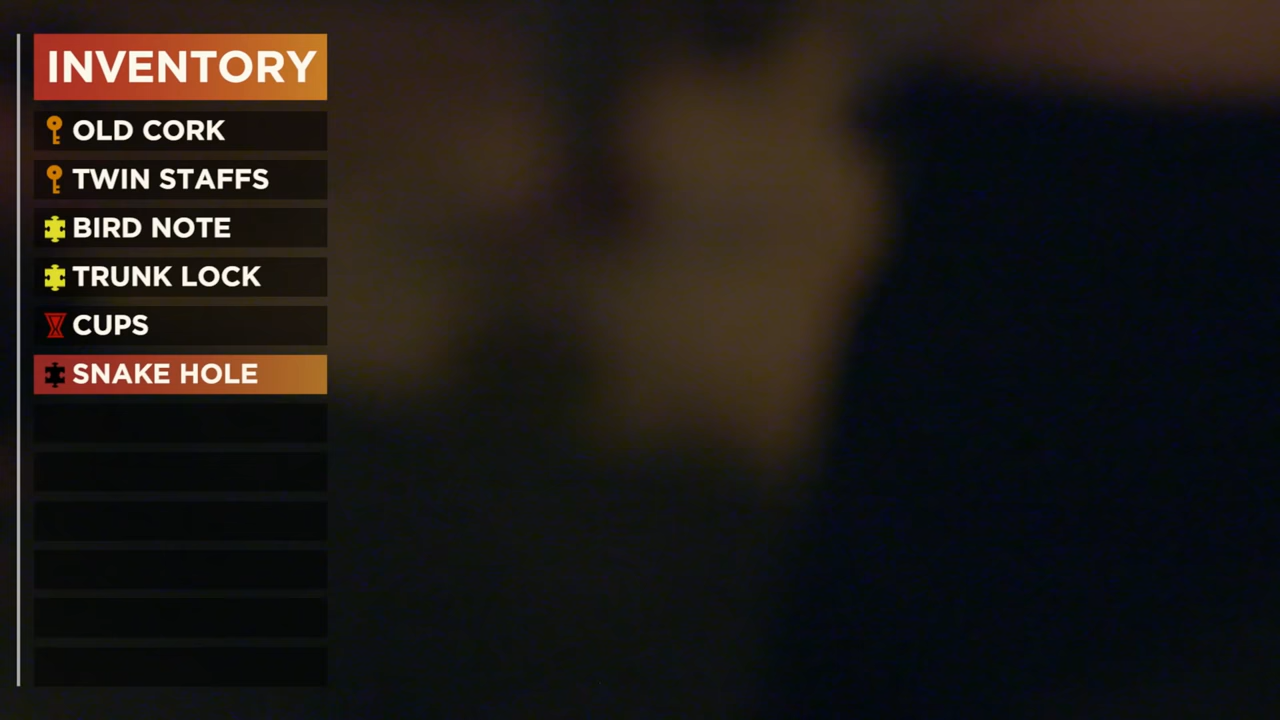 INVENTORY
OLD CORK
TWIN STAFFS
BIRD NOTE
TRUNK LOCK
CUPS
SNAKE HOLE